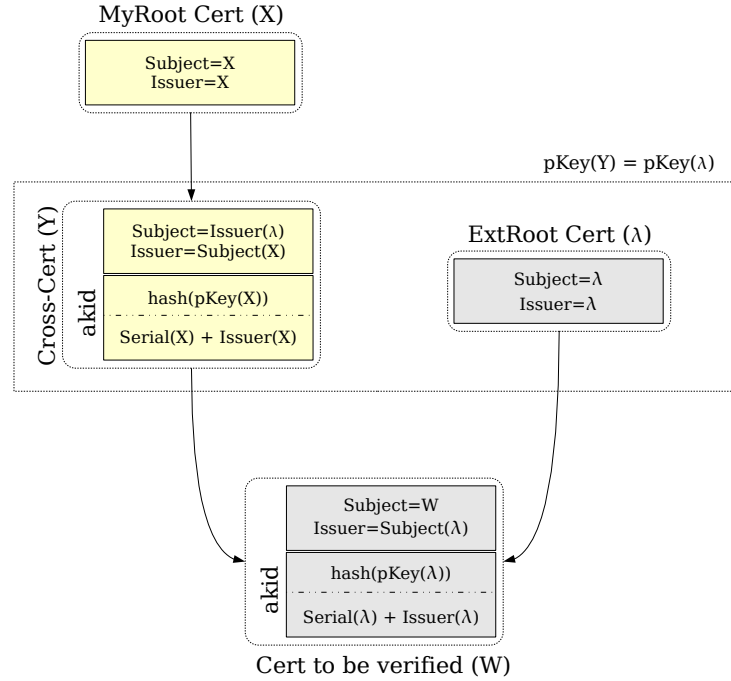 MyRoot Cert (X)
Subject=X
Issuer=X
pKey(Y) = pKey(λ)
Cross-Cert (Y)
Subject=Issuer(λ)
Issuer=Subject(X)
akid
hash(pKey(X))
Serial(X) + Issuer(X)
ExtRoot Cert (λ)
Subject=λ
Issuer=λ
Subject=W
Issuer=Subject(λ)
akid
hash(pKey(λ))
Serial(λ) + Issuer(λ)
Cert to be verified (W)